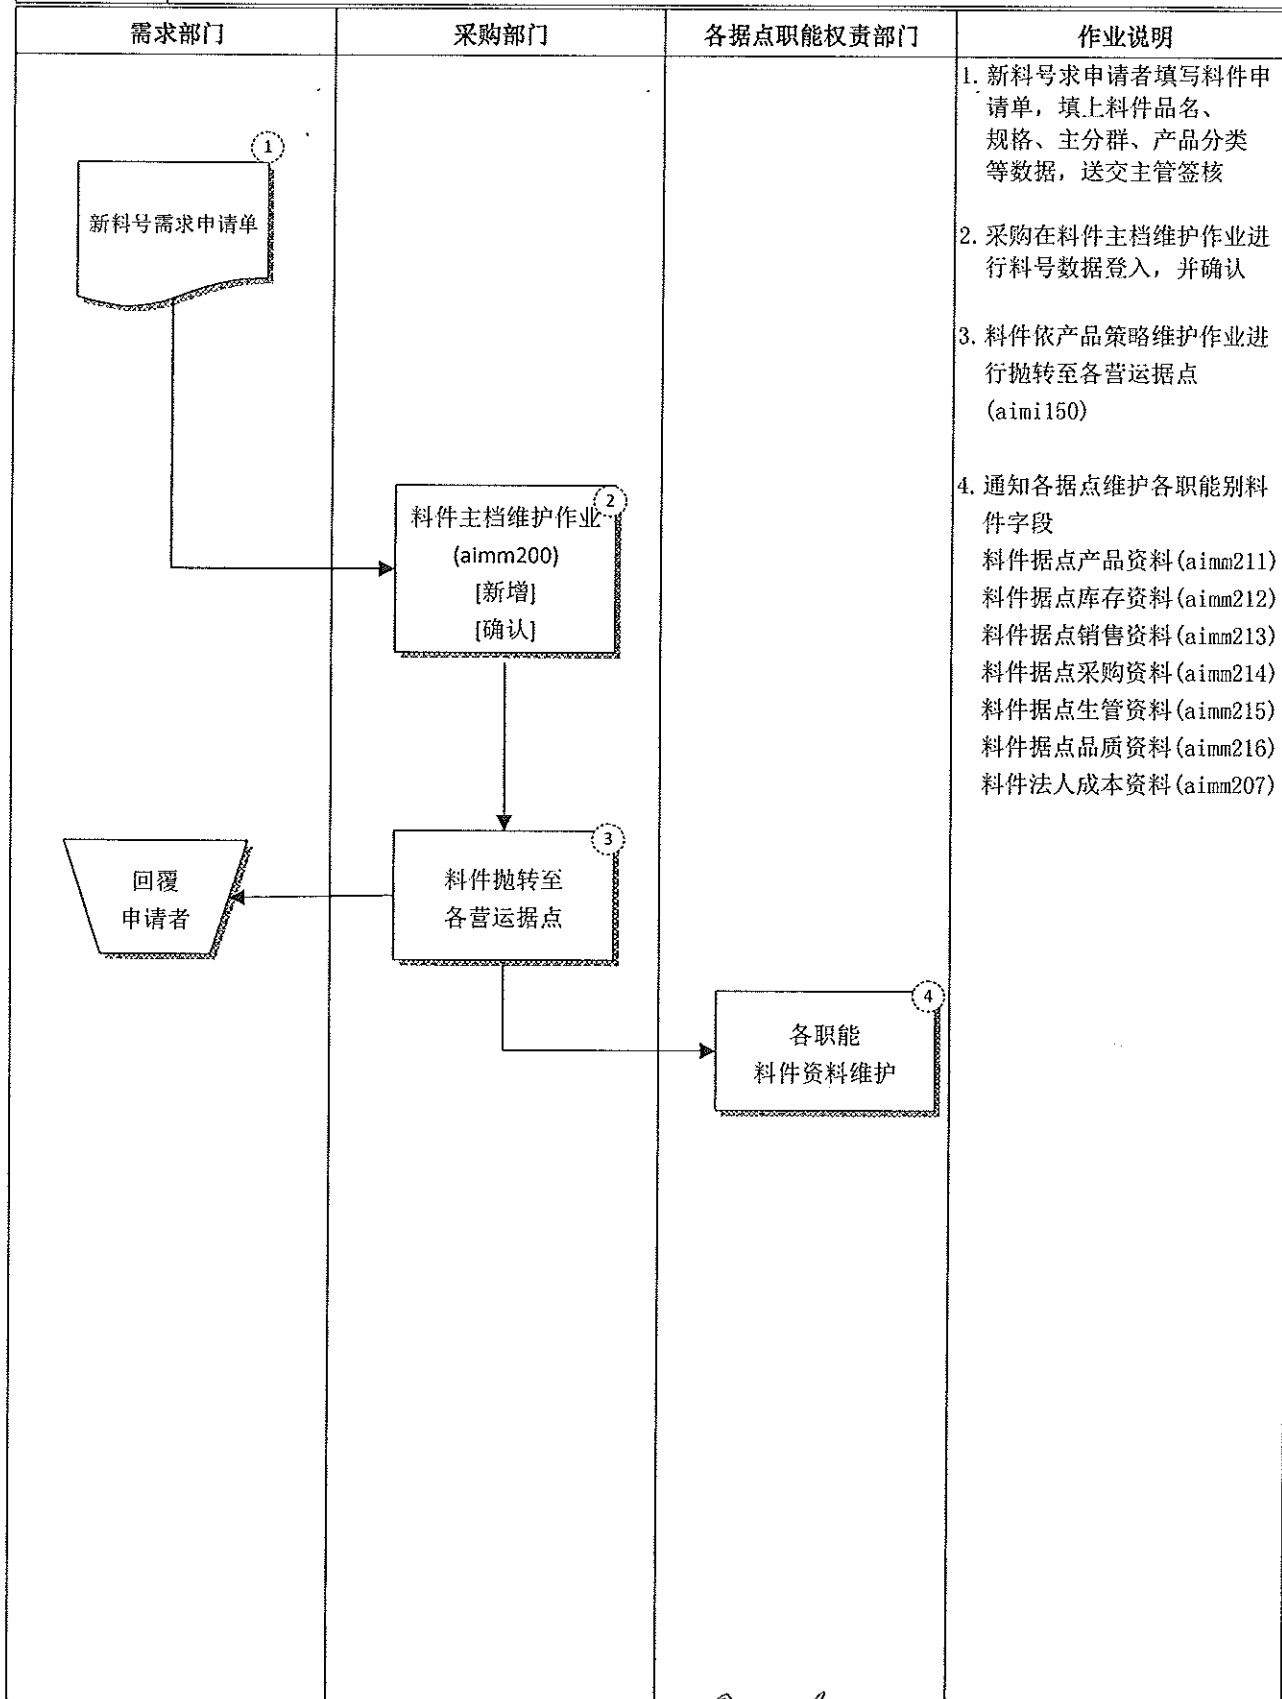 需求部门
采购部门
各据点职能权责部门
作业说明
1
新料号需求申请单
2
料件主档维护作业
(aimm200)
[新增]
[确认]
3
料件抛转至
各营运据点
回覆
申请者
4
各职能
料件资料维护
1. 新料号求申请者填写料件申
请单，填上料件品名、
规格、主分群、产品分类
等数据，送交主管签核
2. 采购在料件主档维护作业进
行料号数据登入，并确认
3. 料件依产品策略维护作业进
行抛转至各营运据点
(aimi150)
4. 通知各据点维护各职能别料
件字段
料件据点产品资料(aimm211)
料件据点库存资料(aimm212)
料件据点销售资料(aimm213)
料件据点采购资料(aimm214)
料件据点生管资料(aimm215)
料件据点品质资料(aimm216)
料件法人成本资料(aimm207)